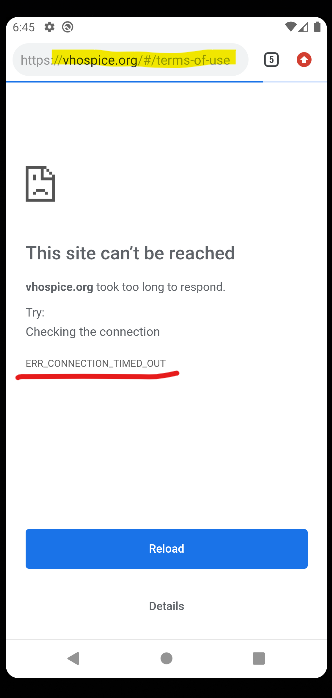 6:45
https://vhospice.org/#/terms-of-use
5
This site can't be reached
vhospice.org took too long to respond.
Try:
Checking the connection
ERR_CONNECTION_TIMED_OUT
Reload
Details